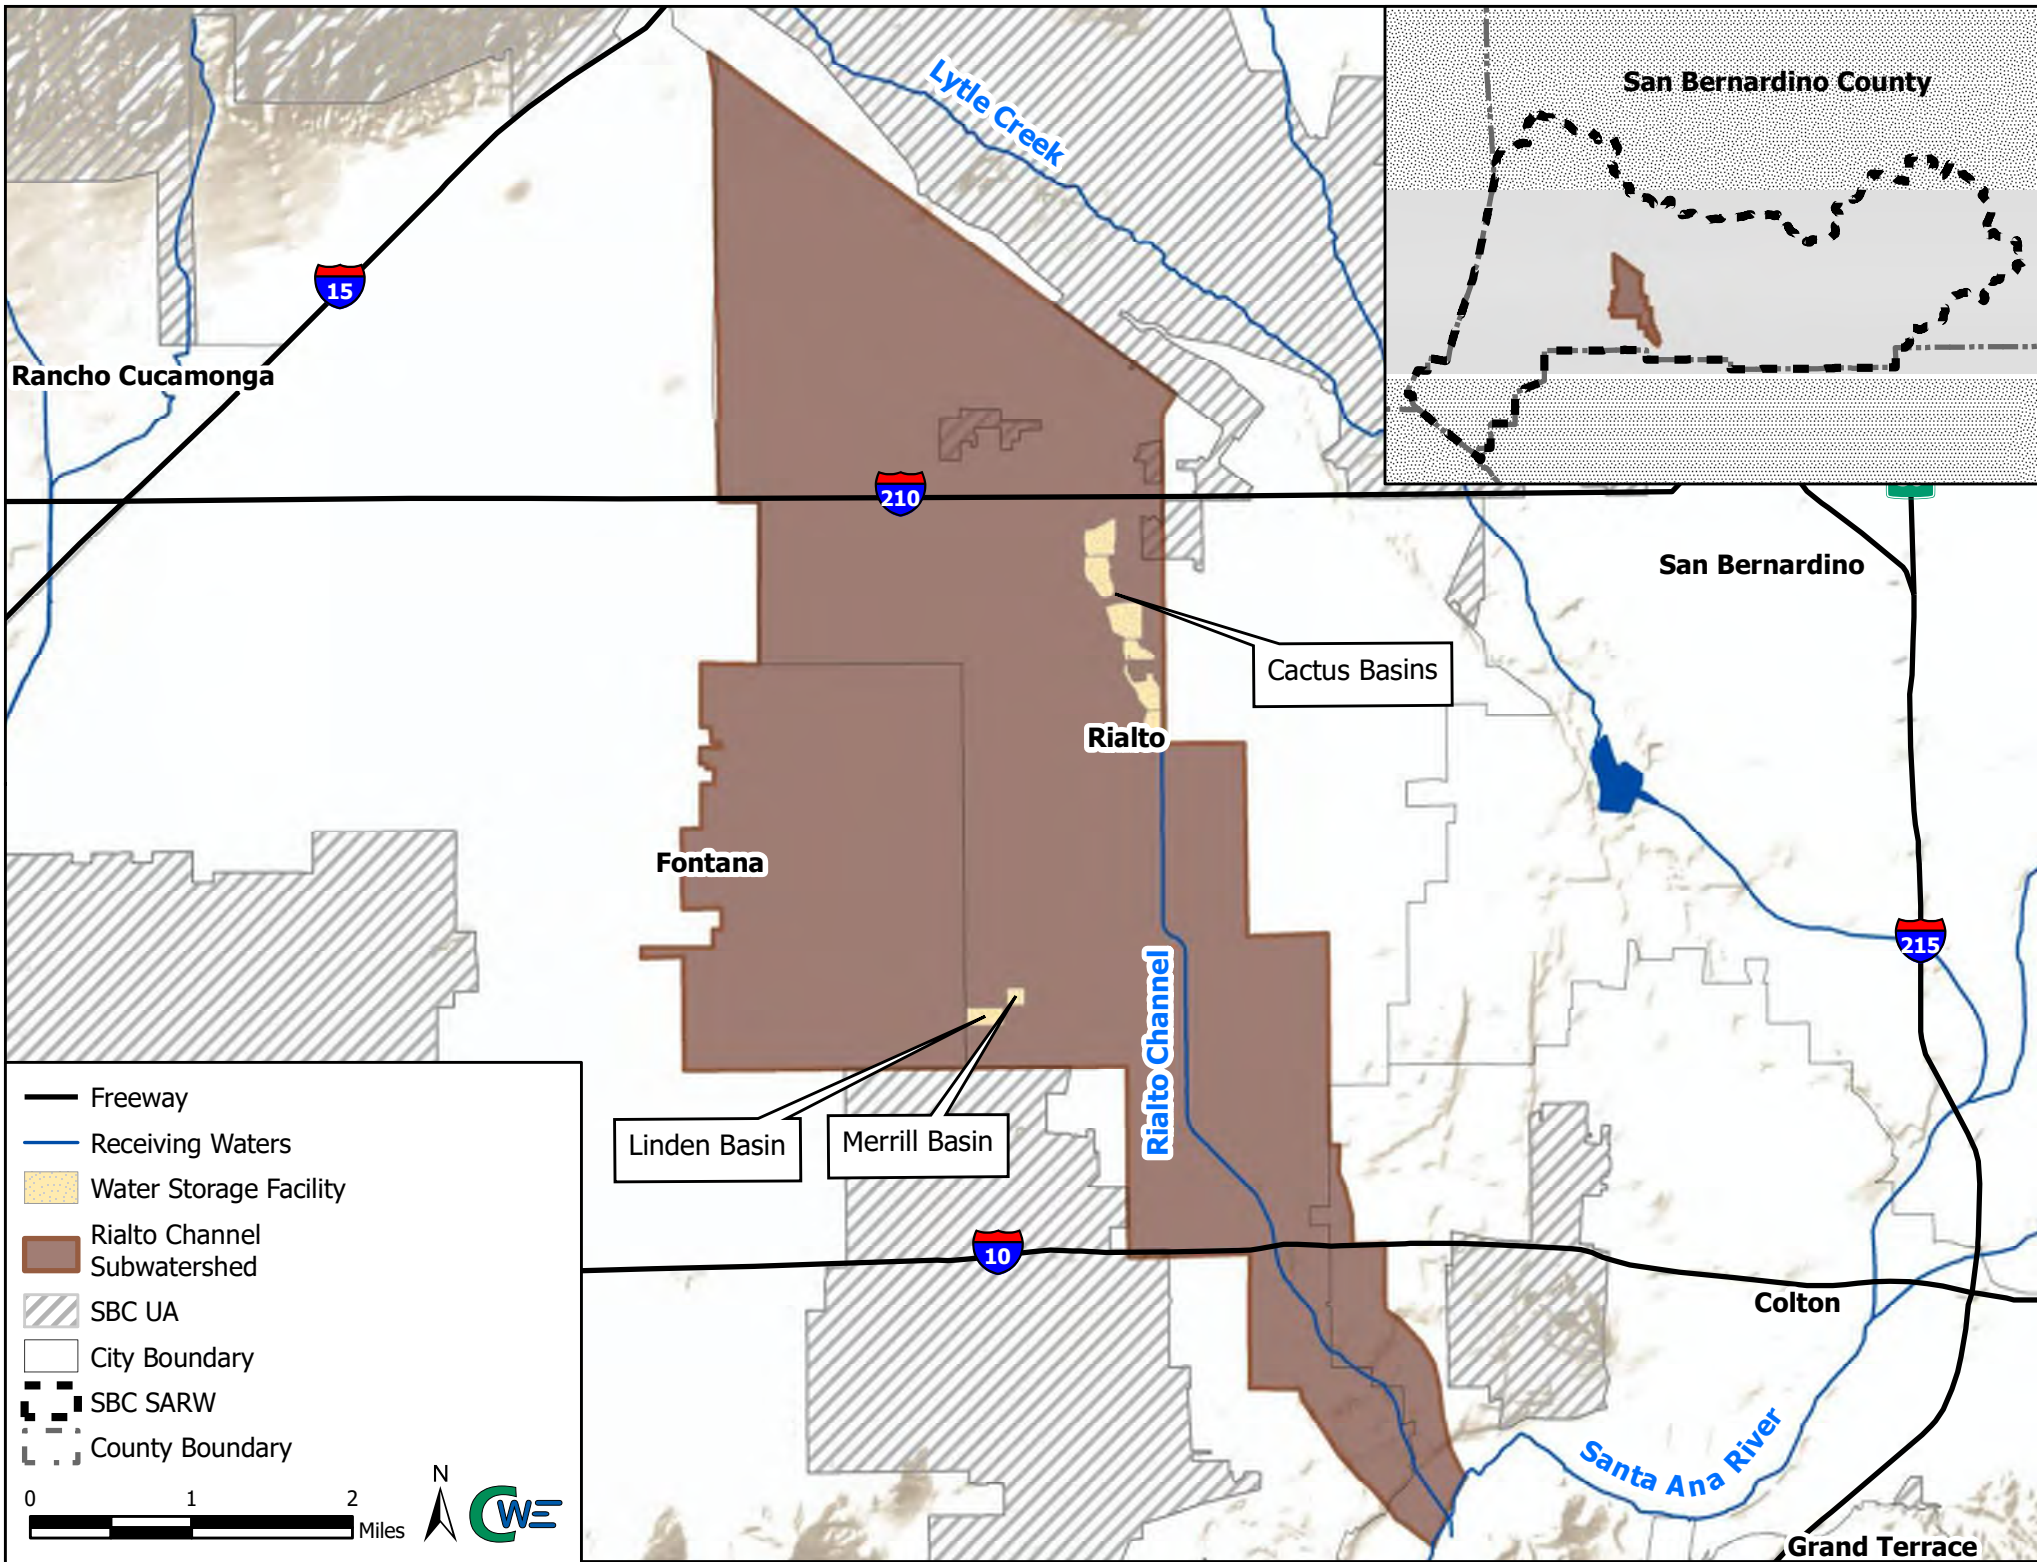 San Bernardino County
Lytle Creek
15
Rancho Cucamonga
210
San Bernardino
Cactus Basins
Rialto
Fontana
215
Rialto Channel
Linden Basin
Merrill Basin
10
Colton
Santa Ana River
Grand Terrace
Freeway
Receiving Waters
Water Storage Facility
Rialto Channel
Subwatershed
SBC UA
City Boundary
SBC SARW
County Boundary
N
0 1 2
Miles
CWE